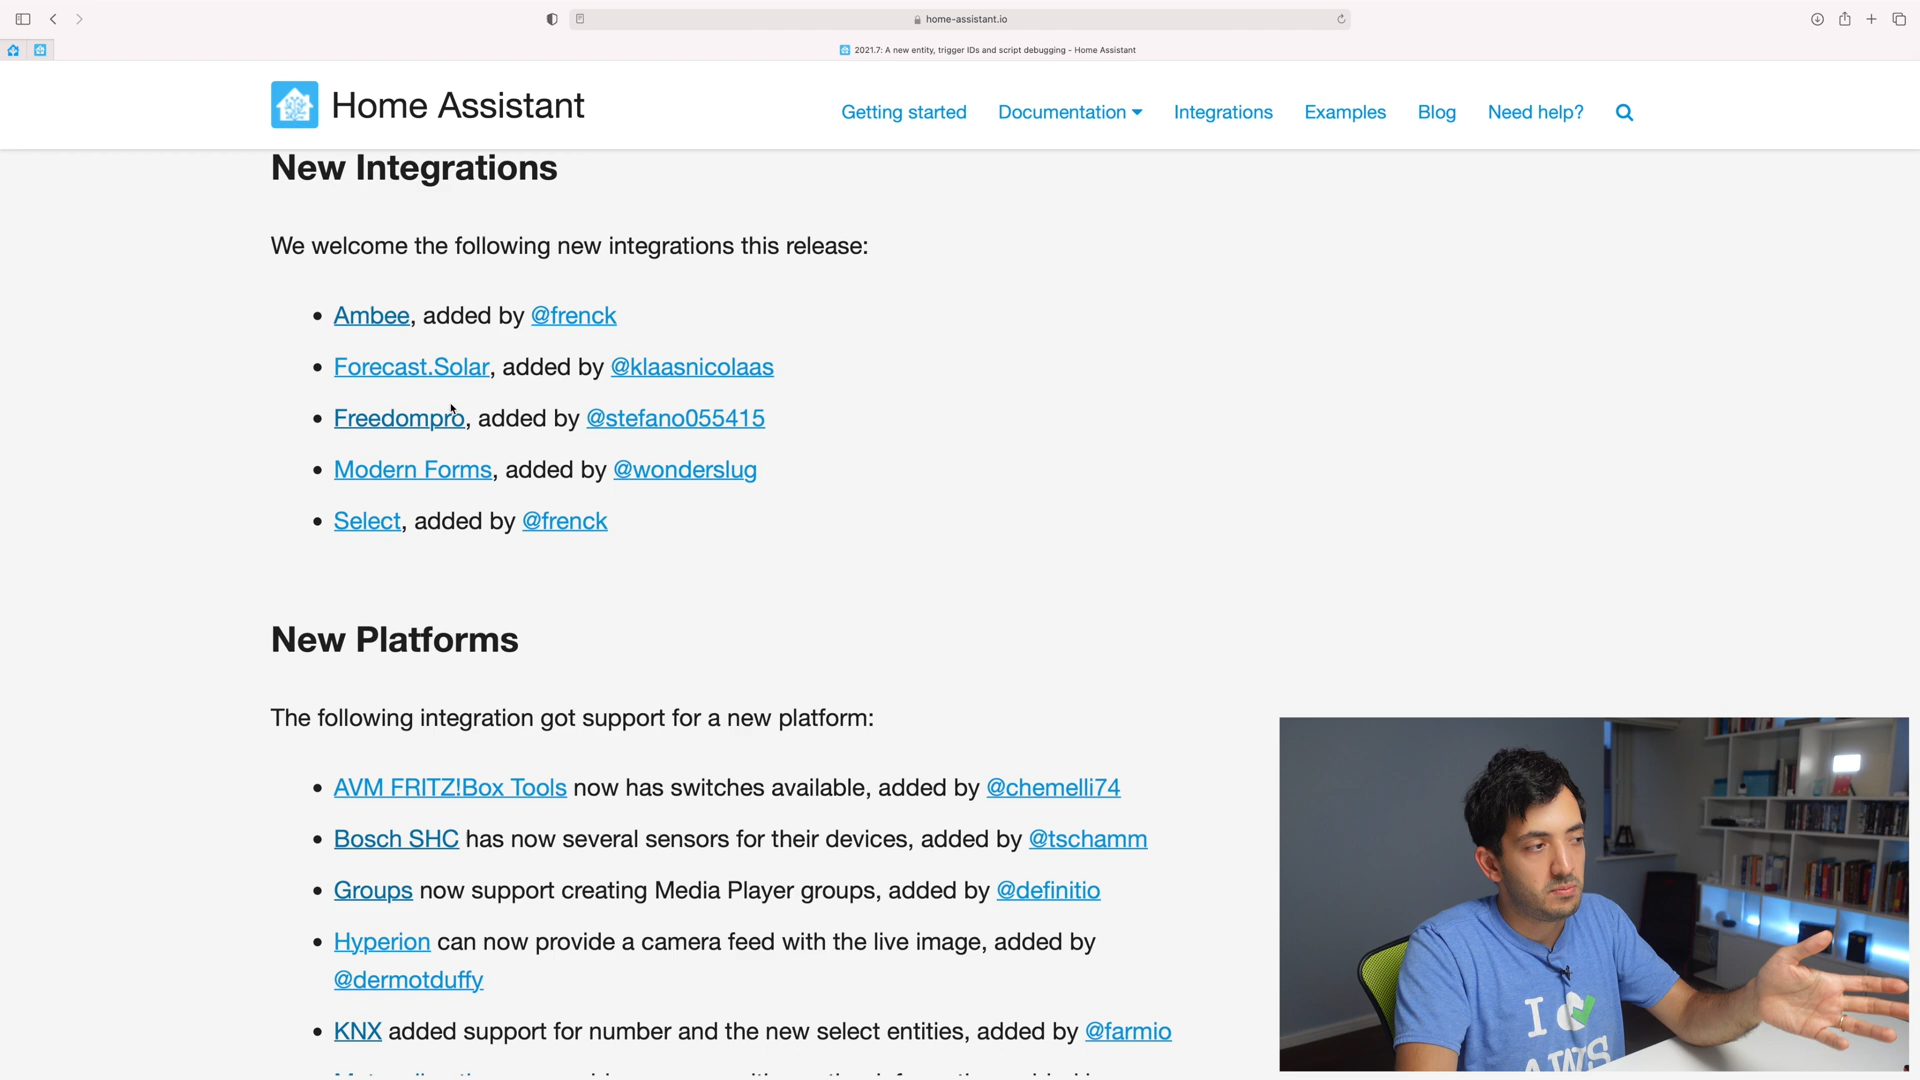 home-assistant.io
2021.7: A new entity, trigger IDs and script debugging - Home Assistant
Home Assistant
Getting started
Documentation
Integrations
Examples
Blog
Need help?
New Integrations
We welcome the following new integrations this release:
• Ambee, added by @frenck
• Forecast.Solar, added by @klaasnicolaas
• Freedompro, added by @stefano055415
• Modern Forms, added by @wonderslug
• Select, added by @frenck
New Platforms
The following integration got support for a new platform:
• AVM FRITZ!Box Tools now has switches available, added by @chemelli74
• Bosch SHC has now several sensors for their devices, added by @tschamm
• Groups now support creating Media Player groups, added by @definitio
• Hyperion can now provide a camera feed with the live image, added by
@dermotduffy
• KNX added support for number and the new select entities, added by @farmio
I
AWS